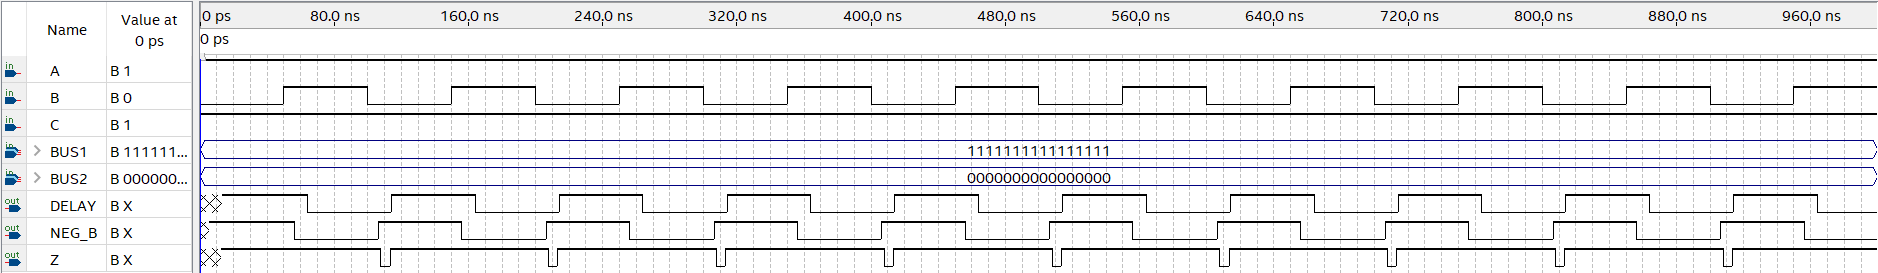 Name Value at 0 ps
0 ps 80.0 ns 160.0 ns 240.0 ns 320.0 ns 400.0 ns 480.0 ns 560.0 ns 640.0 ns 720.0 ns 800.0 ns 880.0 ns 960.0 ns
0 ps
in A B 1
in B B 0
in C B 1
in BUS1 B 111111... 1111111111111111
in BUS2 B 000000... 0000000000000000
out DELAY B X
out NEG_B B X
out Z B X